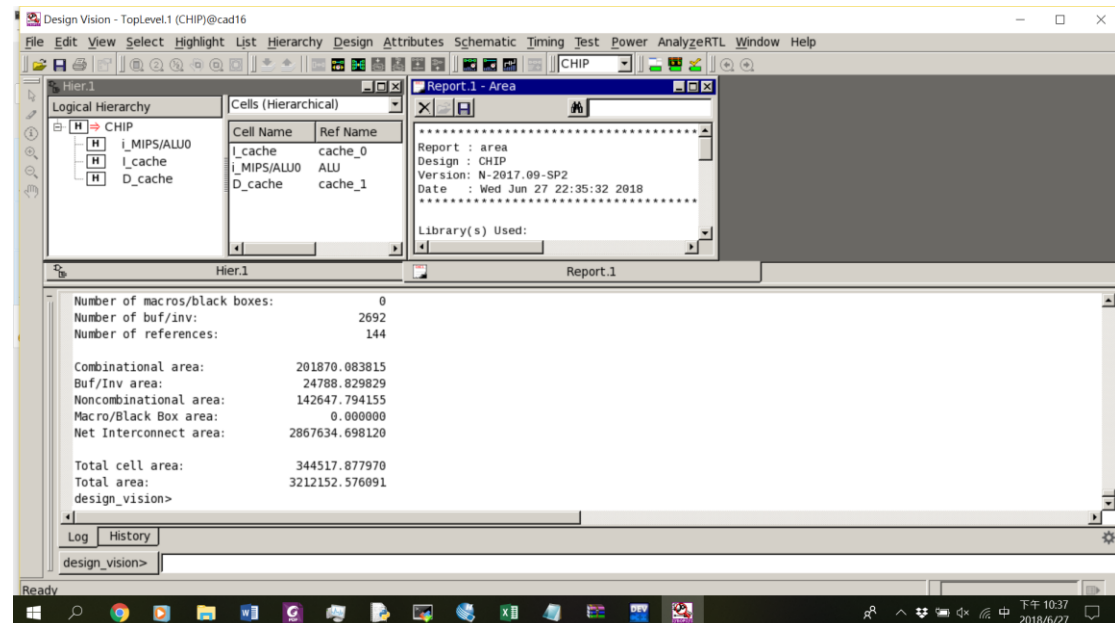 Design Vision - TopLevel.1 (CHIP)@cad16
File Edit View Select Highlight List Hierarchy Design Attributes Schematic Timing Test Power AnalyzeRTL Window Help
CHIP
Hier.1
Logical Hierarchy
CHIP
i_MIPS/ALU0
I_cache
D_cache
Cells (Hierarchical)
Cell Name Ref Name
I_cache cache_0
i_MIPS/ALU0 ALU
D_cache cache_1
Report.1 - Area
****************************************
Report : area
Design : CHIP
Version: N-2017.09-SP2
Date : Wed Jun 27 22:35:32 2018
****************************************
Library(s) Used:
Hier.1 Report.1
Number of macros/black boxes: 0
Number of buf/inv: 2692
Number of references: 144
Combinational area: 201870.083815
Buf/Inv area: 24788.829829
Noncombinational area: 142647.794155
Macro/Black Box area: 0.000000
Net Interconnect area: 2867634.698120
Total cell area: 344517.877970
Total area: 3212152.576091
design_vision>
Log History
design_vision>
Ready
中 下午 10:37
2018/6/27